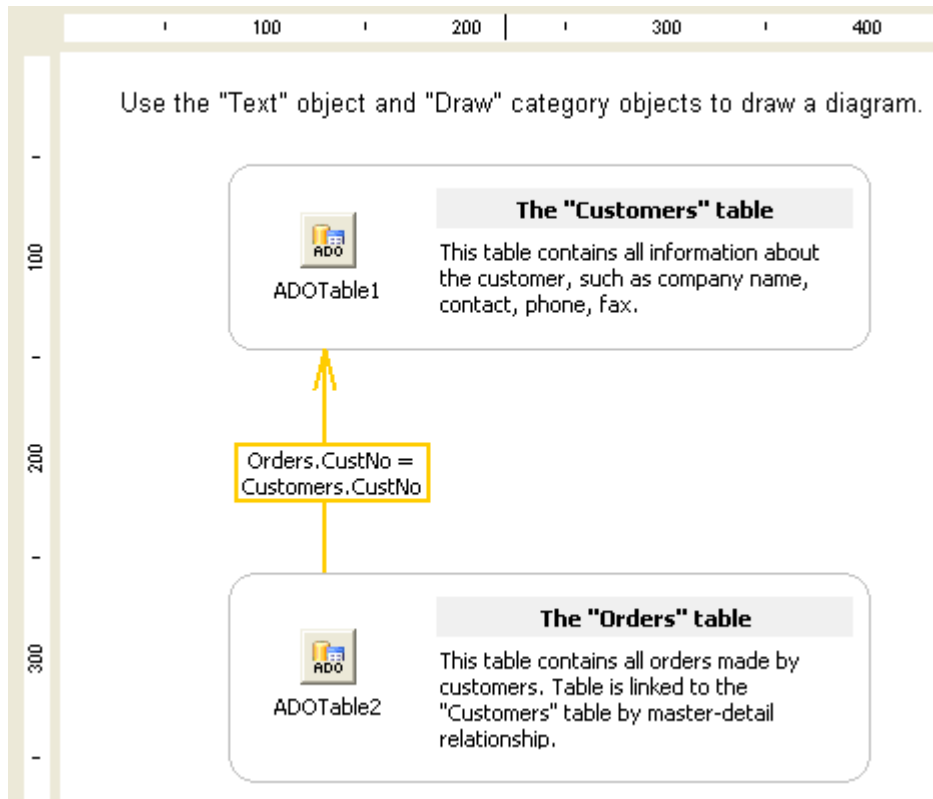 100 200 300 400
Use the "Text" object and "Draw" category objects to draw a diagram.
The "Customers" table
ADO
ADOTable1
This table contains all information about
the customer, such as company name,
contact, phone, fax.
100
Orders.CustNo =
Customers.CustNo
200
The "Orders" table
ADO
ADOTable2
This table contains all orders made by
customers. Table is linked to the
"Customers" table by master-detail
relationship.
300